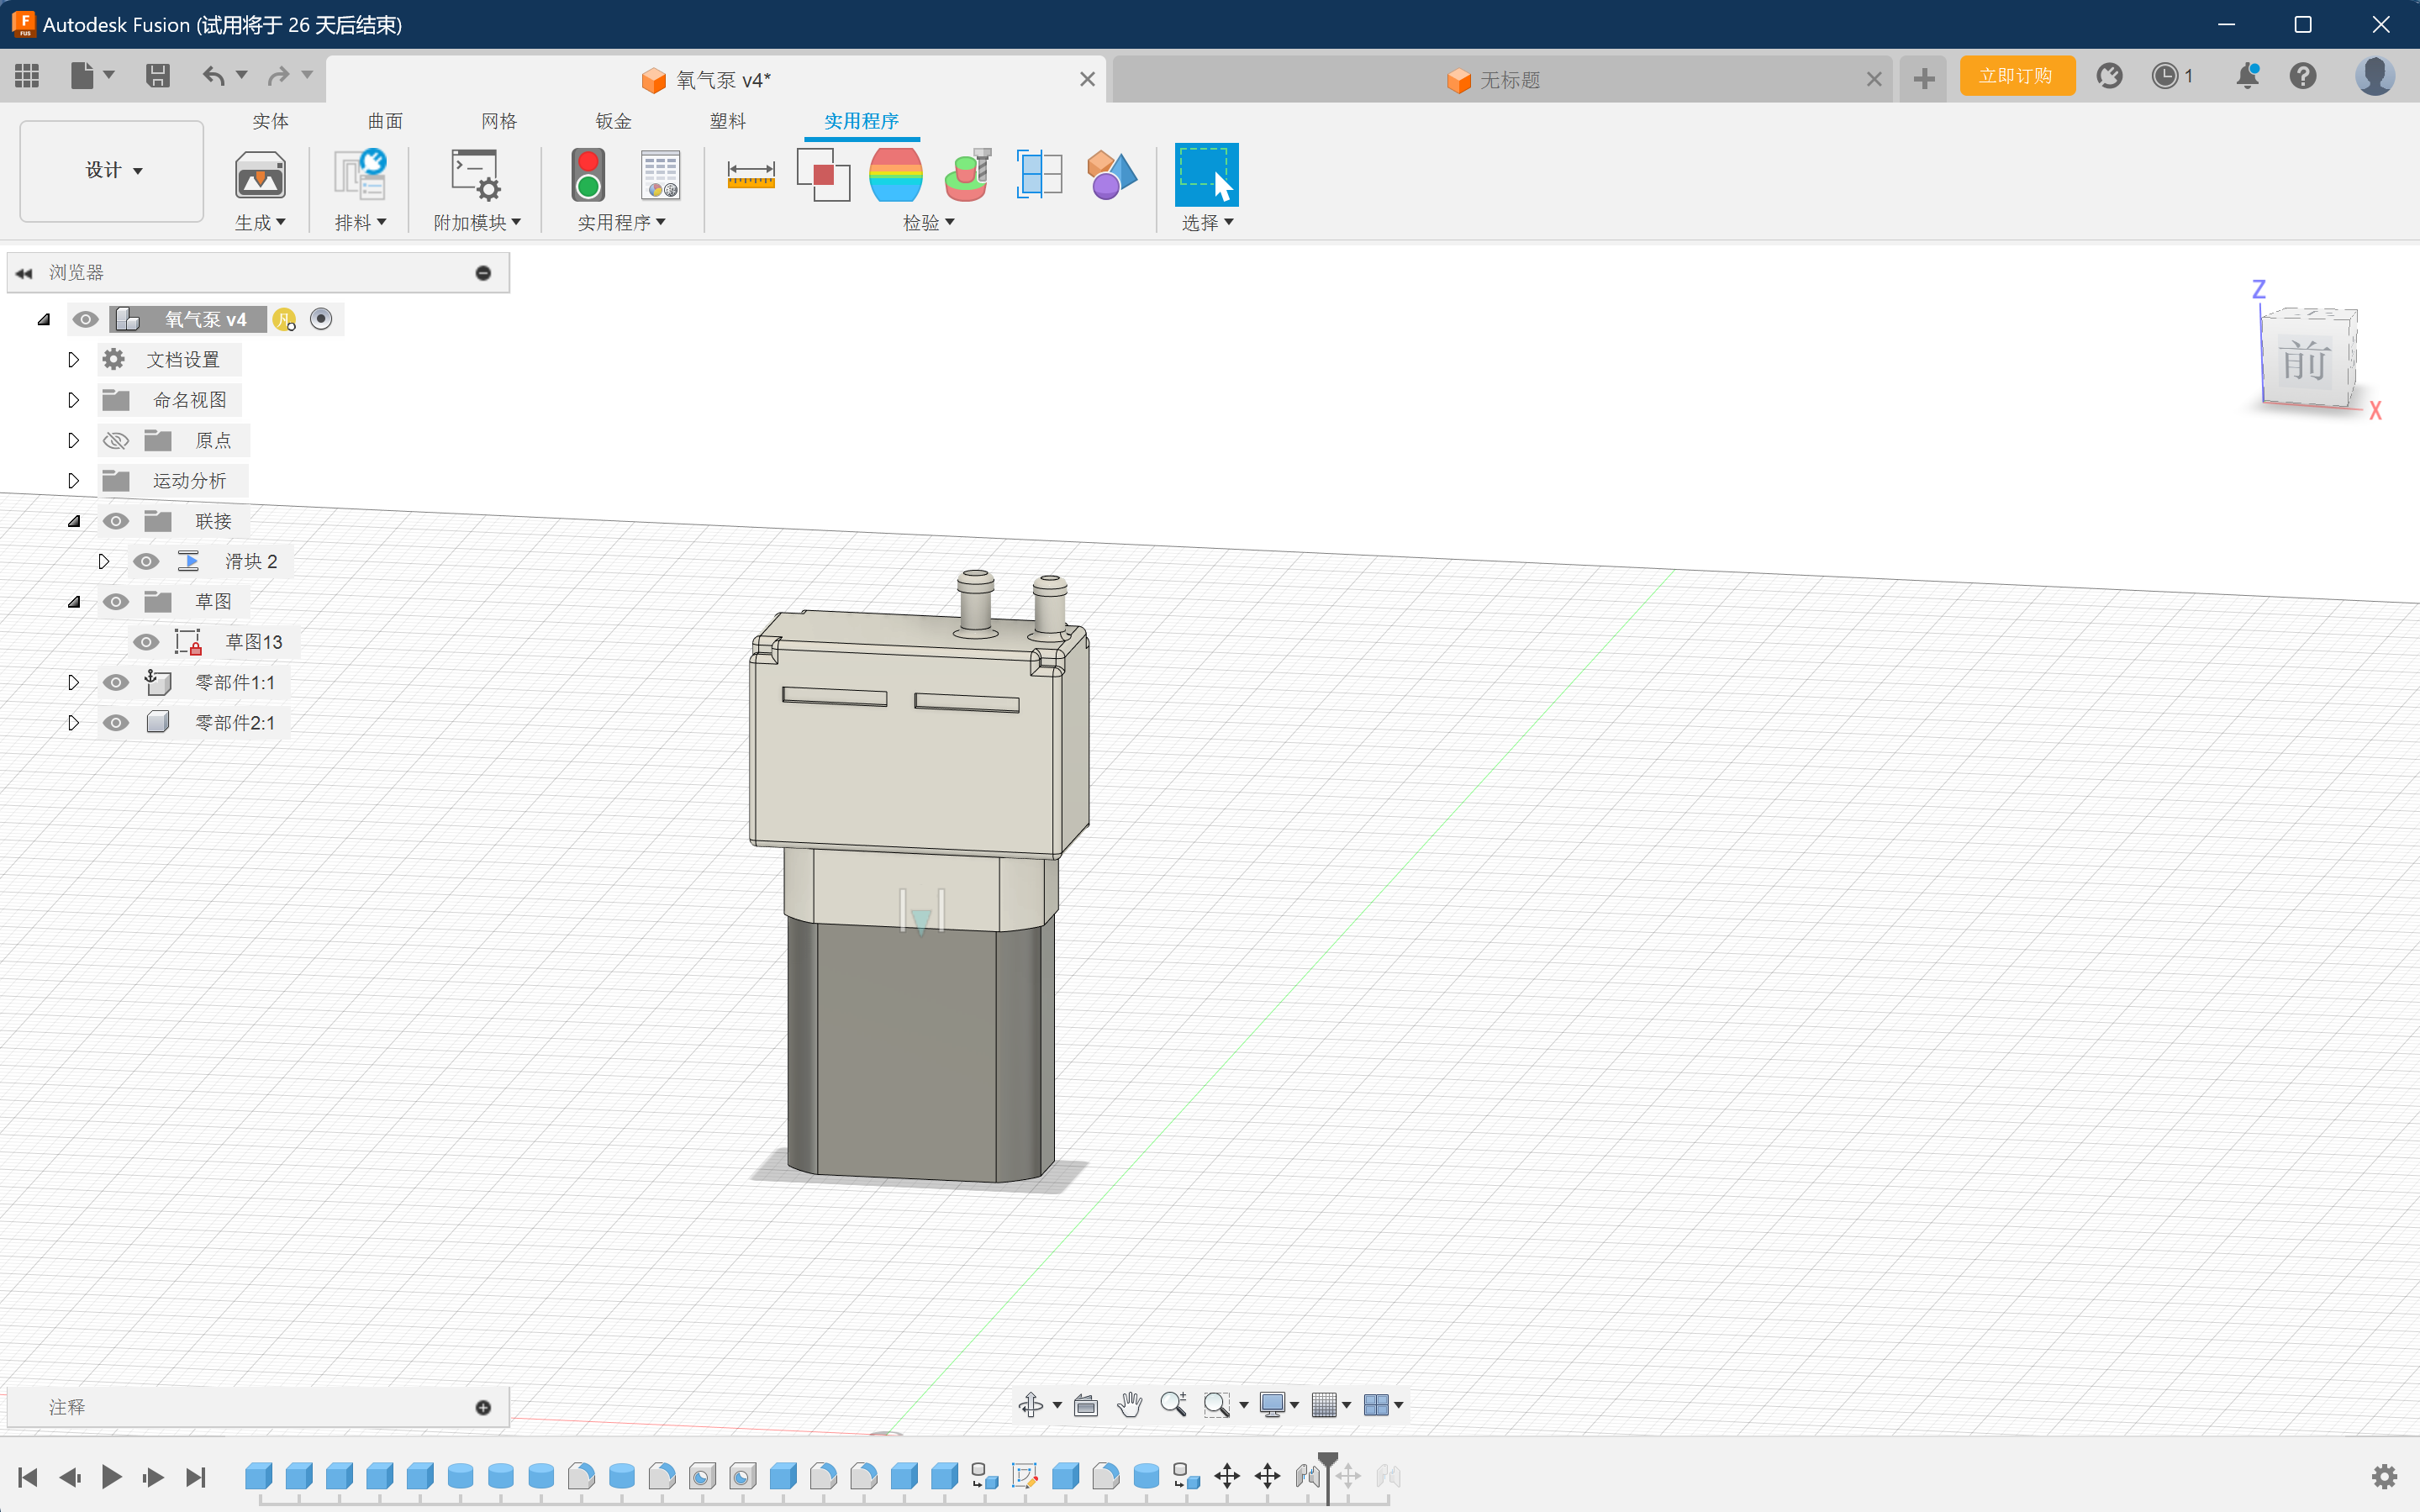 Autodesk Fusion (试用将于 26 天后结束)
氧气泵 v4*
无标题
立即订购
1
实体
曲面
网格
钣金
塑料
实用程序
设计
生成
排料
附加模块
实用程序
检验
选择
浏览器
氧气泵 v4
文档设置
命名视图
原点
运动分析
联接
滑块 2
草图
草图13
零部件1:1
零部件2:1
Z
前
X
注释